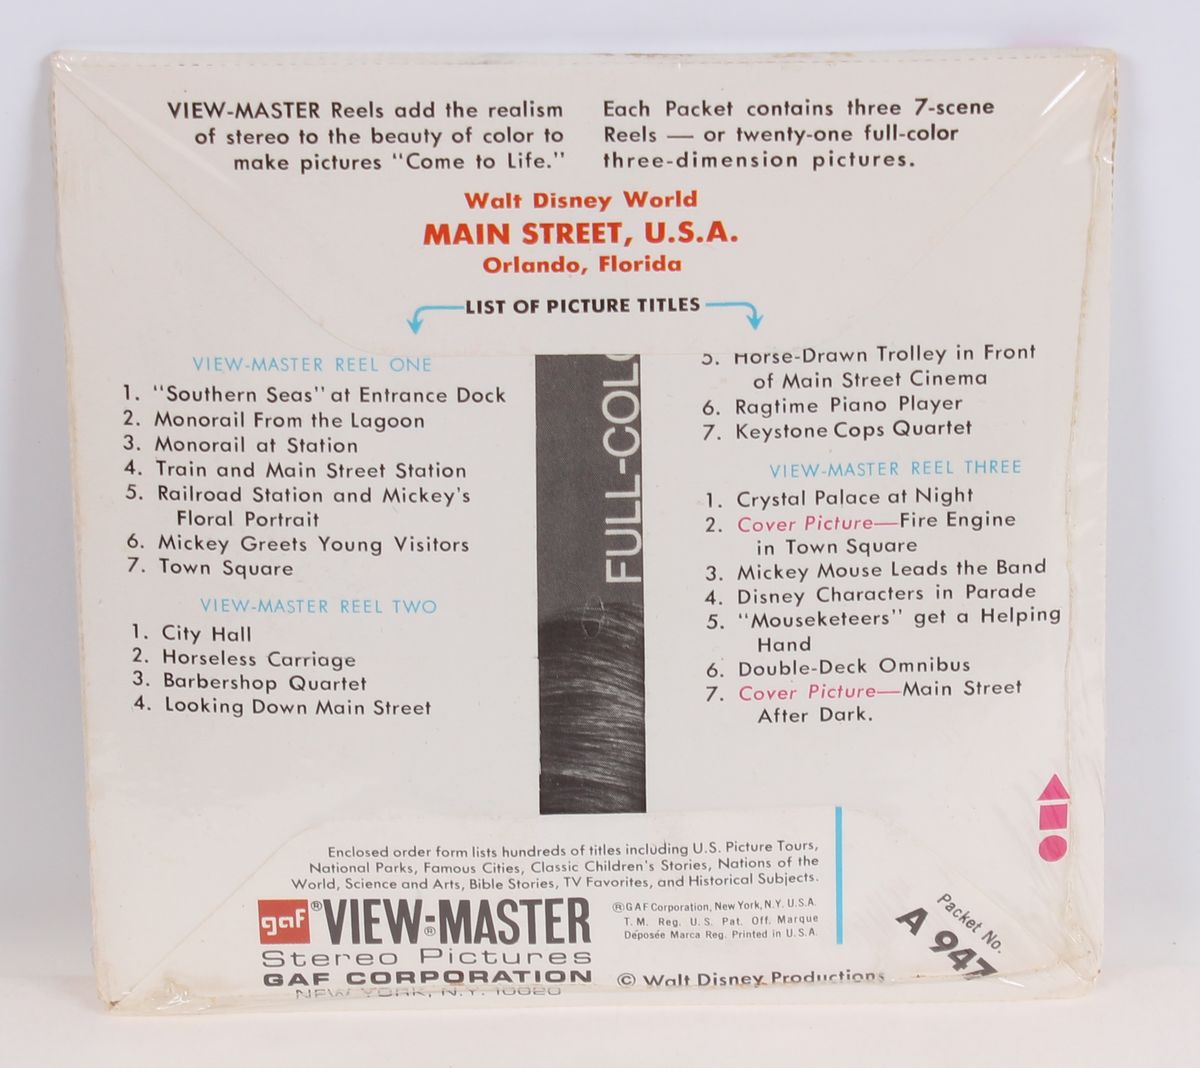 VIEW-MASTER Reels add the realism
of stereo to the beauty of color to
make pictures "Come to Life."
Each Packet contains three 7-scene
Reels — or twenty-one full-color
three-dimension pictures.
Walt Disney World
MAIN STREET, U.S.A.
Orlando, Florida
LIST OF PICTURE TITLES
VIEW-MASTER REEL ONE
1. "Southern Seas" at Entrance Dock
2. Monorail From the Lagoon
3. Monorail at Station
4. Train and Main Street Station
5. Railroad Station and Mickey's
Floral Portrait
6. Mickey Greets Young Visitors
7. Town Square
VIEW-MASTER REEL TWO
1. City Hall
2. Horseless Carriage
3. Barbershop Quartet
4. Looking Down Main Street
FULL-COLO
5. Horse-Drawn Trolley in Front
of Main Street Cinema
6. Ragtime Piano Player
7. Keystone Cops Quartet
VIEW-MASTER REEL THREE
1. Crystal Palace at Night
2. Cover Picture—Fire Engine
in Town Square
3. Mickey Mouse Leads the Band
4. Disney Characters in Parade
5. "Mouseketeers" get a Helping
Hand
6. Double-Deck Omnibus
7. Cover Picture—Main Street
After Dark.
Enclosed order form lists hundreds of titles including U.S. Picture Tours,
National Parks, Famous Cities, Classic Children's Stories, Nations of the
World, Science and Arts, Bible Stories, TV Favorites, and Historical Subjects.
gaf ® VIEW-MASTER ®
Stereo Pictures
GAF CORPORATION
NEW YORK, N.Y. 10020
® GAF Corporation, New York, N.Y. U.S.A.
T. M. Reg. U. S. Pat. Off. Marque
Déposée Marca Reg. Printed in U.S.A.
© Walt Disney Productions
Packet No.
A 947